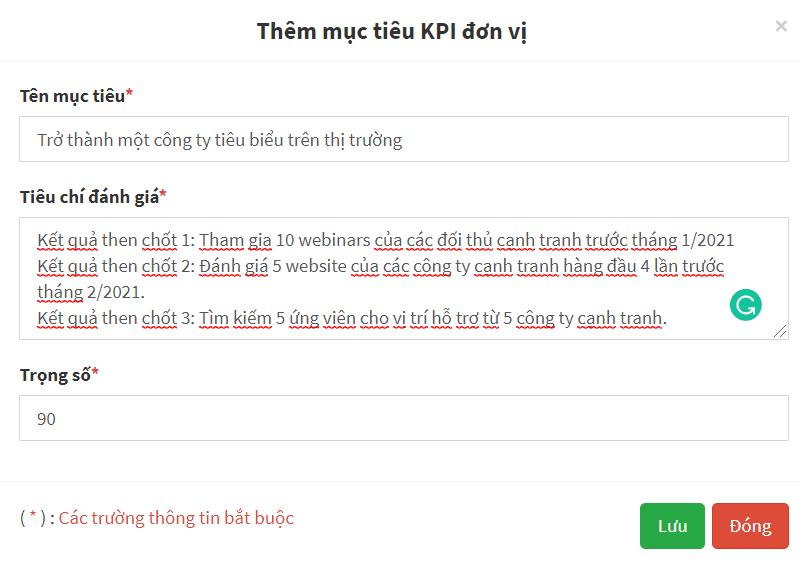 Thêm mục tiêu KPI đơn vị
×
Tên mục tiêu*
Trở thành một công ty tiêu biểu trên thị trường
Tiêu chí đánh giá*
Kết quả then chốt 1: Tham gia 10 webinars của các đối thủ cạnh tranh trước tháng 1/2021
Kết quả then chốt 2: Đánh giá 5 website của các công ty cạnh tranh hàng đầu 4 lần trước
tháng 2/2021.
Kết quả then chốt 3: Tìm kiếm 5 ứng viên cho vị trí hỗ trợ từ 5 công ty cạnh tranh.
Trọng số*
90
( * ) : Các trường thông tin bắt buộc
Lưu
Đóng